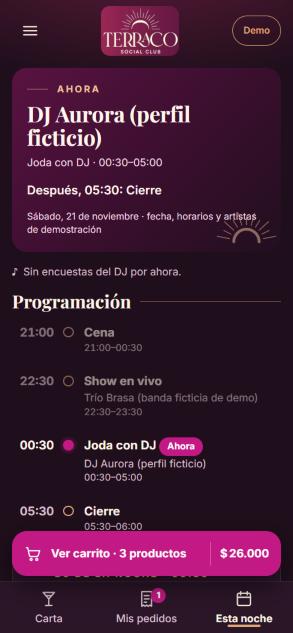 TERRACO
SOCIAL CLUB
Demo
AHORA
DJ Aurora (perfil
ficticio)
Joda con DJ · 00:30–05:00
Después, 05:30: Cierre
Sábado, 21 de noviembre · fecha, horarios y artistas
de demostración
♪ Sin encuestas del DJ por ahora.
Programación
21:00 Cena
21:00–00:30
22:30 Show en vivo
Trío Brasa (banda ficticia de demo)
22:30–23:30
00:30 Joda con DJ Ahora
DJ Aurora (perfil ficticio)
00:30–05:00
05:30 Cierre
05:30–06:00
Ver carrito · 3 productos $26.000
1
Carta Mis pedidos Esta noche